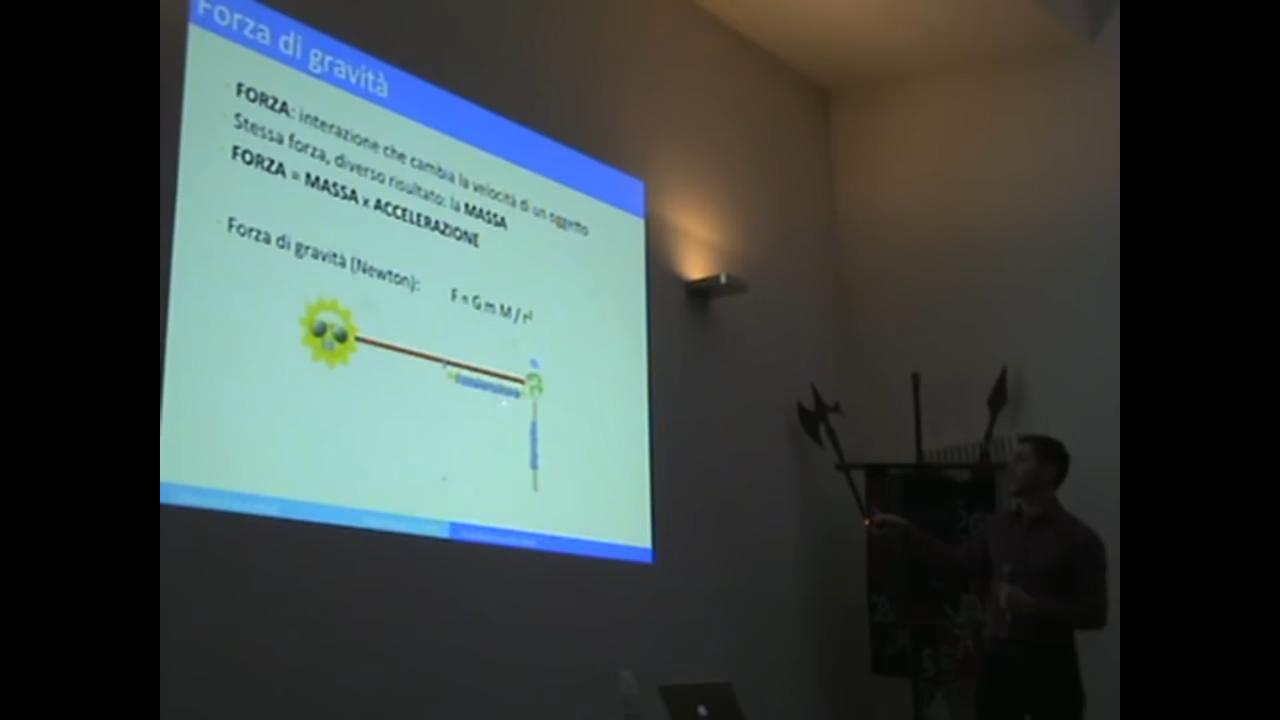 Forza di gravità
FORZA: interazione che cambia la velocità di un oggetto
Stessa forza, diverso risultato: la MASSA
FORZA = MASSA x ACCELERAZIONE
Forza di gravità (Newton): F = G m M / r²